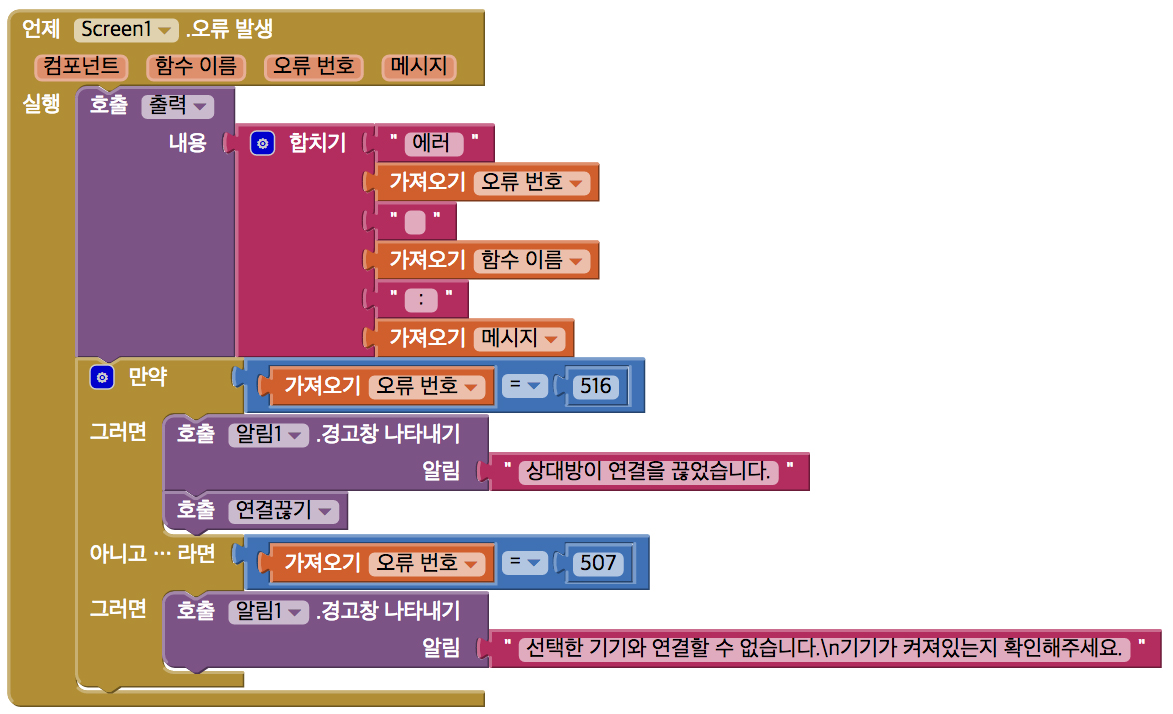 언제 Screen1 .오류 발생
컴포넌트 함수 이름 오류 번호 메시지
실행 호출 출력
내용 합치기 " 에러 "
가져오기 오류 번호
" "
가져오기 함수 이름
" : "
가져오기 메시지
만약 가져오기 오류 번호 = 516
그러면 호출 알림1 .경고창 나타내기
알림 " 상대방이 연결을 끊었습니다. "
호출 연결끊기
아니고 ... 라면 가져오기 오류 번호 = 507
그러면 호출 알림1 .경고창 나타내기
알림 " 선택한 기기와 연결할 수 없습니다.\n기기가 켜져있는지 확인해주세요. "